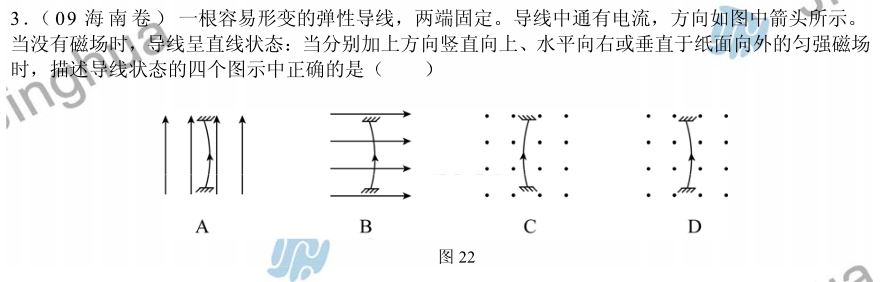 3.（09 海南卷）一根容易形变的弹性导线，两端固定。导线中通有电流，方向如图中箭头所示。
当没有磁场时，导线呈直线状态：当分别加上方向竖直向上、水平向右或垂直于纸面向外的匀强磁场
时，描述导线状态的四个图示中正确的是（　　）
A
B
C
D
图 22